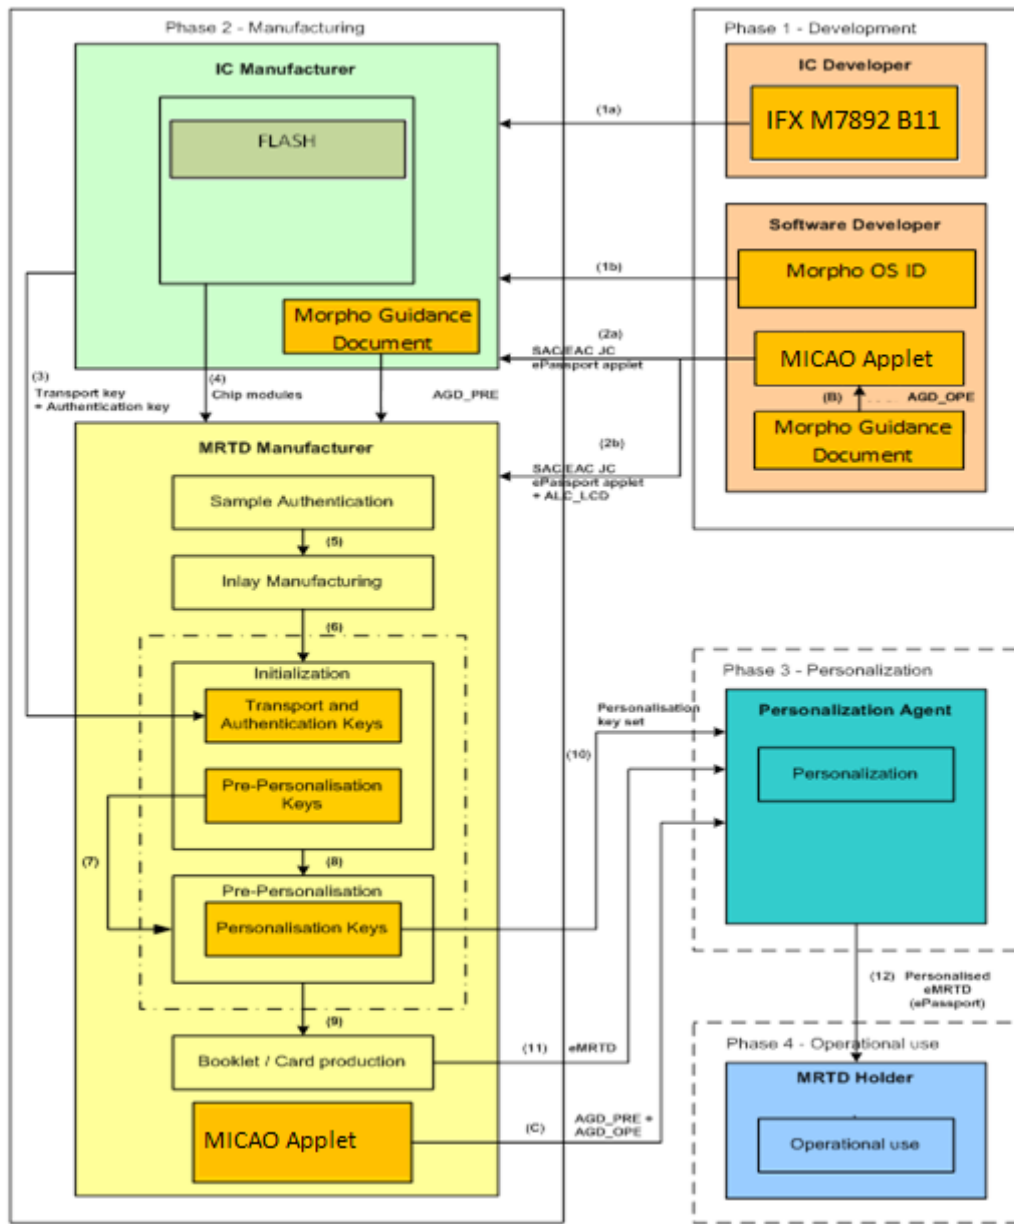 Phase 2 - Manufacturing
IC Manufacturer
FLASH
Morpho Guidance
Document
(3)
Transport key
+ Authentication key
(4)
Chip modules
AGD_PRE
MRTD Manufacturer
Sample Authentication
(5)
Inlay Manufacturing
(6)
Initialization
Transport and
Authentication Keys
Pre-Personalisation
Keys
(7)
(8)
Pre-Personalisation
Personalisation Keys
(9)
Booklet / Card production
MICAO Applet
Phase 1 - Development
IC Developer
IFX M7892 B11
(1a)
Software Developer
Morpho OS ID
(1b)
(2a)
SAC/EAC JC
ePassport applet
MICAO Applet
(B)
AGD_OPE
Morpho Guidance
Document
(2b)
SAC/EAC JC
ePassport applet
+ ALC_LCD
Phase 3 - Personalization
Personalization Agent
Personalization
Personalisation
key set
(10)
(11)
eMRTD
(C)
AGD_PRE +
AGD_OPE
(12)
Personalised
eMRTD
(ePassport)
Phase 4 - Operational use
MRTD Holder
Operational use